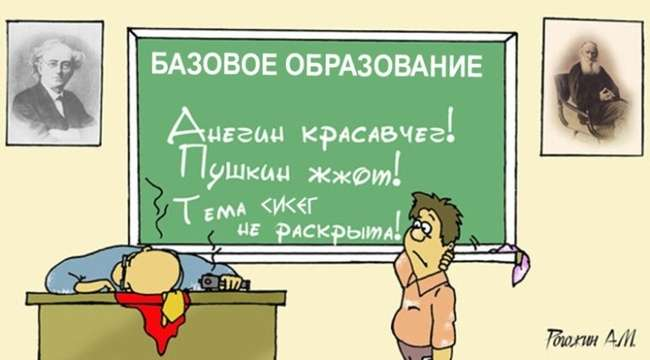 БАЗОВОЕ ОБРАЗОВАНИЕ
Анегин красавчег!
Пушкин жжот!
Тема сисег
не раскрыта!
Рогожин А.М.